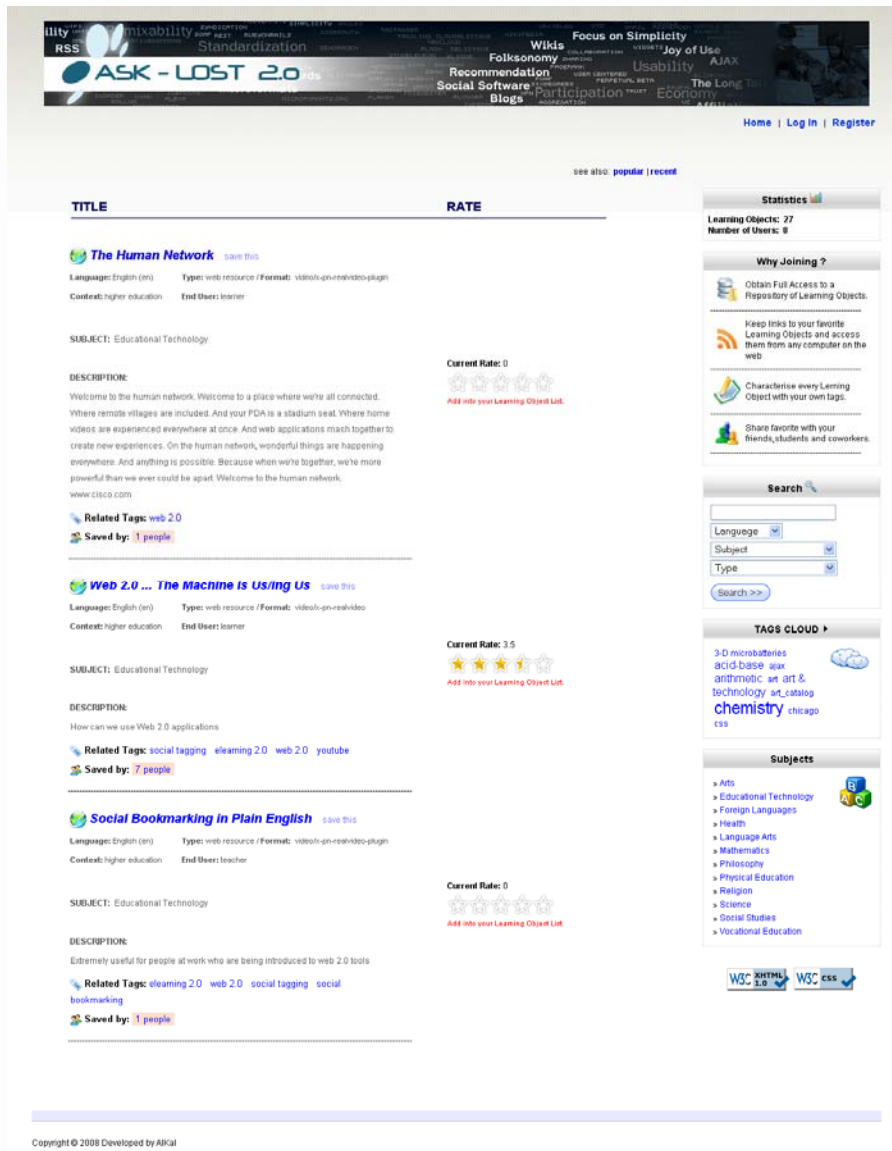 ility
mixability
RSS
Standardization
SIMPLICITY
Focus on Simplicity
Wikis
Joy of Use
Folksonomy
AJAX
Usability
Recommendation
Social Software
The Long Tail
Participation
Economy
Blogs
ASK - LOST 2.0
Home | Log In | Register
see also: popular | recent
TITLE
RATE
The Human Network save this
Language: English (en) Type: web resource / Format: video/x-pn-realvideo-plugin
Context: higher education End User: learner
SUBJECT: Educational Technology
DESCRIPTION:
Welcome to the human network. Welcome to a place where we're all connected.
Where remote villages are included. And your PDA is a stadium seat. Where home
videos are experienced everywhere at once. And web applications mash together to
create new experiences. On the human network, wonderful things are happening
everywhere. And anything is possible. Because when we're together, we're more
powerful than we ever could be apart. Welcome to the human network.
www.cisco.com
Related Tags: web 2.0
Saved by: 1 people
Current Rate: 0
Add into your Learning Object List.
Web 2.0 ... The Machine is Us/ing Us save this
Language: English (en) Type: web resource / Format: video/x-pn-realvideo
Context: higher education End User: learner
SUBJECT: Educational Technology
DESCRIPTION:
How can we use Web 2.0 applications
Related Tags: social tagging elearning 2.0 web 2.0 youtube
Saved by: 7 people
Current Rate: 3.5
Add into your Learning Object List.
Social Bookmarking in Plain English save this
Language: English (en) Type: web resource / Format: video/x-pn-realvideo-plugin
Context: higher education End User: teacher
SUBJECT: Educational Technology
DESCRIPTION:
Extremely useful for people at work who are being introduced to web 2.0 tools
Related Tags: elearning 2.0 web 2.0 social tagging social
bookmarking
Saved by: 1 people
Current Rate: 0
Add into your Learning Object List.
Statistics
Learning Objects: 27
Number of Users: 8
Why Joining ?
Obtain Full Access to a
Repository of Learning Objects.
Keep links to your favorite
Learning Objects and access
them from any computer on the
web
Characterise every Lerning
Object with your own tags.
Share favorite with your
friends,students and coworkers.
Search
Language
Subject
Type
Search >>
TAGS CLOUD
3-D microbatteries
acid-base ajax
arithmetic art art &
technology art_catalog
chemistry chicago
css
Subjects
» Arts
» Educational Technology
» Foreign Languages
» Health
» Language Arts
» Mathematics
» Philosophy
» Physical Education
» Religion
» Science
» Social Studies
» Vocational Education
B
A C
W3C XHTML 1.0
W3C css
Copyright © 2008 Developed by AlKal